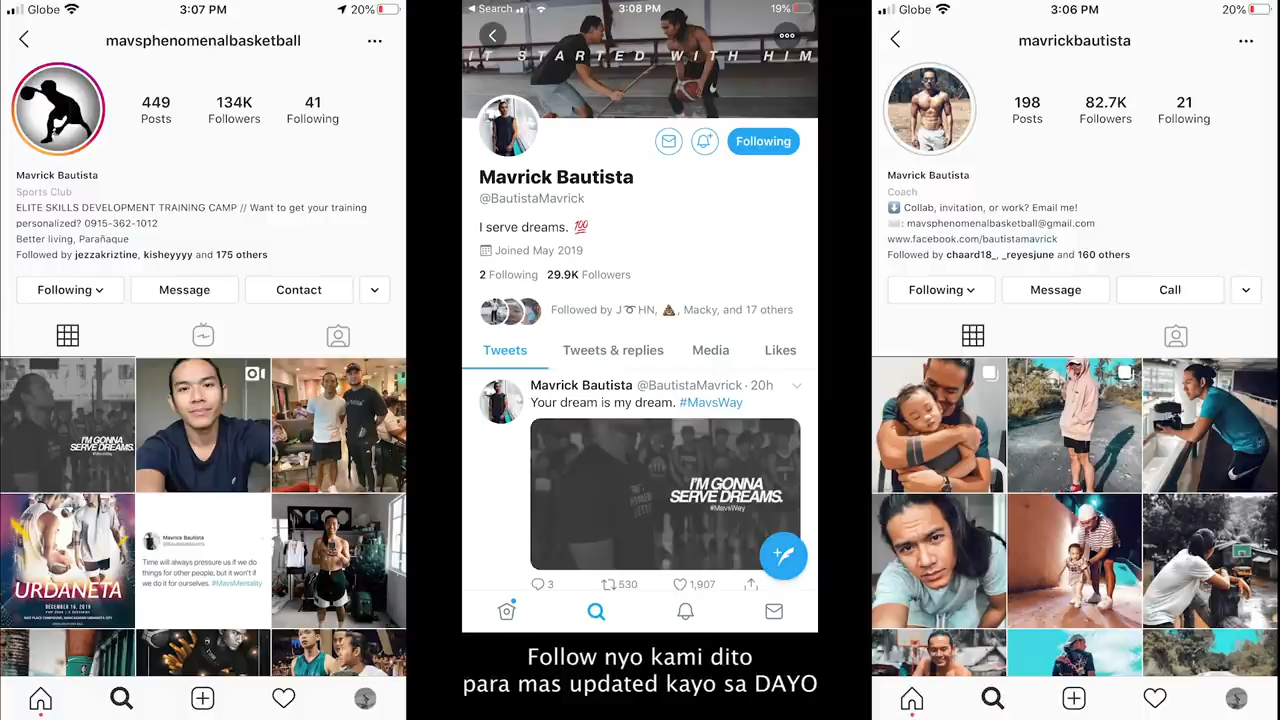 Globe
3:07 PM
20%
mavsphenomenalbasketball
449
134K
41
Posts
Followers
Following
Mavrick Bautista
Sports Club
ELITE SKILLS DEVELOPMENT TRAINING CAMP // Want to get your training
personalized? 0915-362-1012
Better living, Parañaque
Followed by jezzakriztine, kisheyyyy and 175 others
Following
Message
Contact
I'M GONNA
SERVE DREAMS.
#MavsWay
URDANETA
DECEMBER 16, 2019
Mavrick Bautista
Time will always pressure us if we do
things for other people, but it won't if
we do it for ourselves. #MavsMentality
Search
3:08 PM
19%
IT STARTED WITH HIM
Following
Mavrick Bautista
@BautistaMavrick
I serve dreams. 💯
Joined May 2019
2 Following 29.9K Followers
Followed by J➰HN, 💩, Macky, and 17 others
Tweets
Tweets & replies
Media
Likes
Mavrick Bautista @BautistaMavrick · 20h
Your dream is my dream. #MavsWay
I'M GONNA
SERVE DREAMS.
#MavsWay
3
530
1,907
Follow nyo kami dito
para mas updated kayo sa DAYO
Globe
3:06 PM
20%
mavrickbautista
198
82.7K
21
Posts
Followers
Following
Mavrick Bautista
Coach
⬇️ Collab, invitation, or work? Email me!
📧: mavsphenomenalbasketball@gmail.com
www.facebook.com/bautistamavrick
Followed by chaard18_, _reyesjune and 160 others
Following
Message
Call